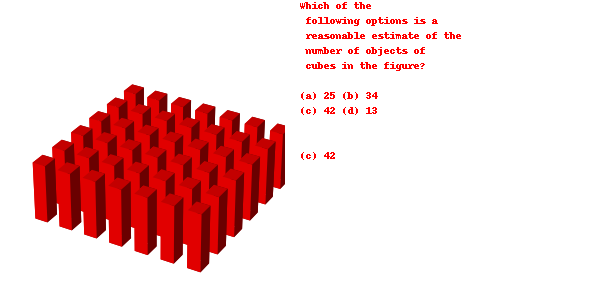 Which of the
following options is a
reasonable estimate of the
number of objects of
cubes in the figure?
(a) 25 (b) 34
(c) 42 (d) 13
(c) 42